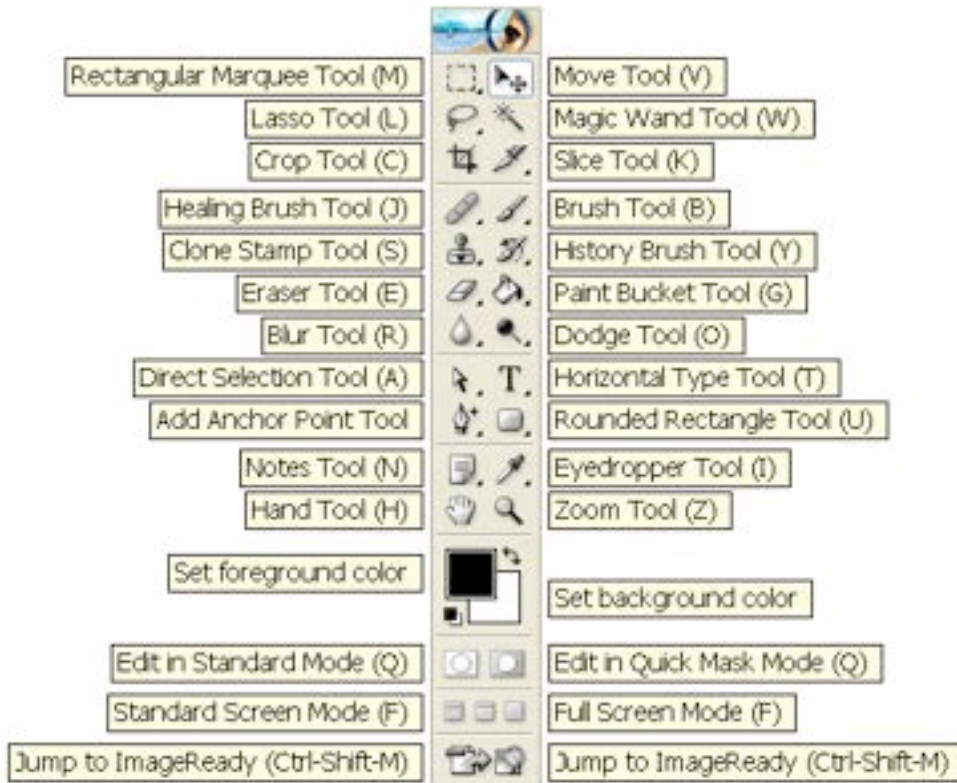 Rectangular Marquee Tool (M)
Move Tool (V)
Lasso Tool (L)
Magic Wand Tool (W)
Crop Tool (C)
Slice Tool (K)
Healing Brush Tool (J)
Brush Tool (B)
Clone Stamp Tool (S)
History Brush Tool (Y)
Eraser Tool (E)
Paint Bucket Tool (G)
Blur Tool (R)
Dodge Tool (O)
Direct Selection Tool (A)
T
Horizontal Type Tool (T)
Add Anchor Point Tool
Rounded Rectangle Tool (U)
Notes Tool (N)
Eyedropper Tool (I)
Hand Tool (H)
Zoom Tool (Z)
Set foreground color
Set background color
Edit in Standard Mode (Q)
Edit in Quick Mask Mode (Q)
Standard Screen Mode (F)
Full Screen Mode (F)
Jump to ImageReady (Ctrl-Shift-M)
Jump to ImageReady (Ctrl-Shift-M)